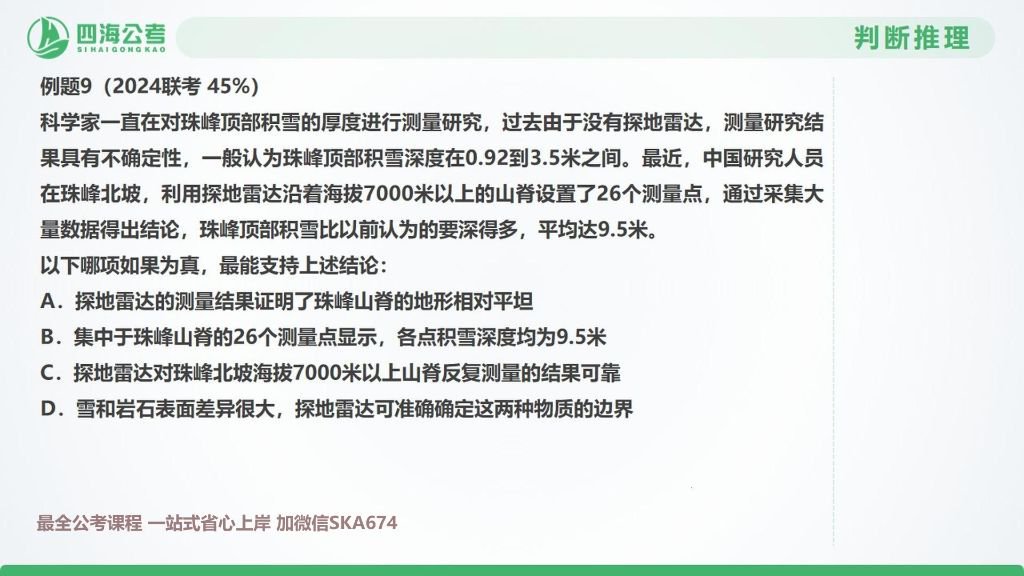 四海公考
SIHAIGONGKAO
判断推理
例题9（2024联考 45%）
科学家一直在对珠峰顶部积雪的厚度进行测量研究，过去由于没有探地雷达，测量研究结
果具有不确定性，一般认为珠峰顶部积雪深度在0.92到3.5米之间。最近，中国研究人员
在珠峰北坡，利用探地雷达沿着海拔7000米以上的山脊设置了26个测量点，通过采集大
量数据得出结论，珠峰顶部积雪比以前认为的要深得多，平均达9.5米。
以下哪项如果为真，最能支持上述结论：
A．探地雷达的测量结果证明了珠峰山脊的地形相对平坦
B．集中于珠峰山脊的26个测量点显示，各点积雪深度均为9.5米
C．探地雷达对珠峰北坡海拔7000米以上山脊反复测量的结果可靠
D．雪和岩石表面差异很大，探地雷达可准确确定这两种物质的边界
最全公考课程 一站式省心上岸 加微信SKA674